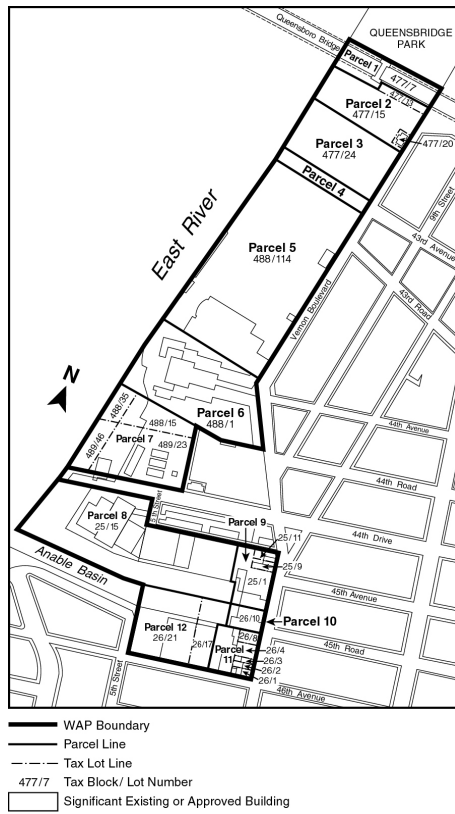 Queensboro Bridge
QUEENSBRIDGE
PARK
Parcel 1
477/7
477/13
Parcel 2
477/15
477/20
Parcel 3
477/24
Parcel 4
9th Street
43rd Avenue
East River
Parcel 5
488/114
Vernon Boulevard
43rd Road
N
488/35
Parcel 6
488/1
44th Avenue
488/15
489/46
Parcel 7
489/23
44th Road
5th Street
Parcel 8
25/15
Parcel 9
44th Drive
25/11
25/9
Anable Basin
25/1
45th Avenue
26/10
Parcel 10
Parcel 12
26/21
26/17
26/8
45th Road
Parcel
11
26/4
26/3
26/2
26/1
5th Street
46th Avenue
WAP Boundary
Parcel Line
Tax Lot Line
477/7 Tax Block/ Lot Number
Significant Existing or Approved Building